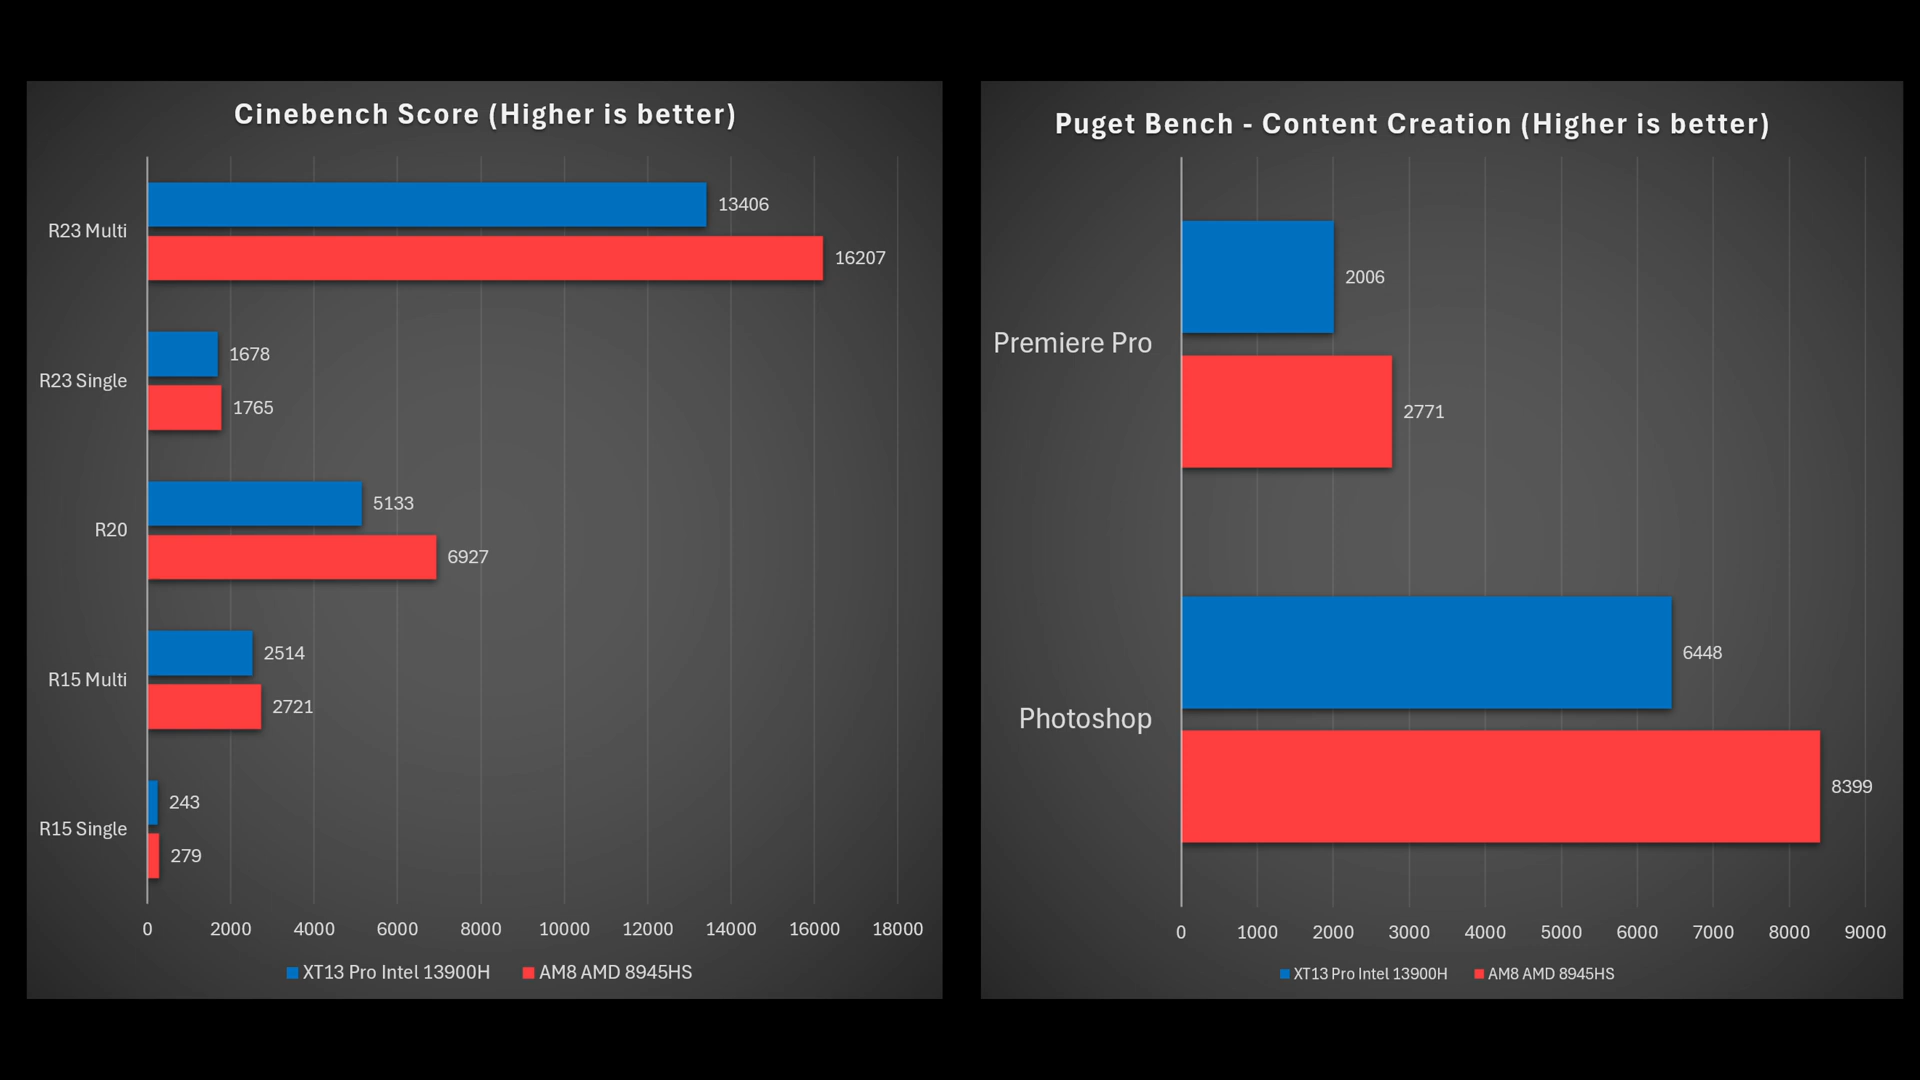 Cinebench Score (Higher is better)
R23 Multi
13406
16207
R23 Single
1678
1765
R20
5133
6927
R15 Multi
2514
2721
R15 Single
243
279
0 2000 4000 6000 8000 10000 12000 14000 16000 18000
XT13 Pro Intel 13900H AM8 AMD 8945HS
Puget Bench - Content Creation (Higher is better)
Premiere Pro
2006
2771
Photoshop
6448
8399
0 1000 2000 3000 4000 5000 6000 7000 8000 9000
XT13 Pro Intel 13900H AM8 AMD 8945HS